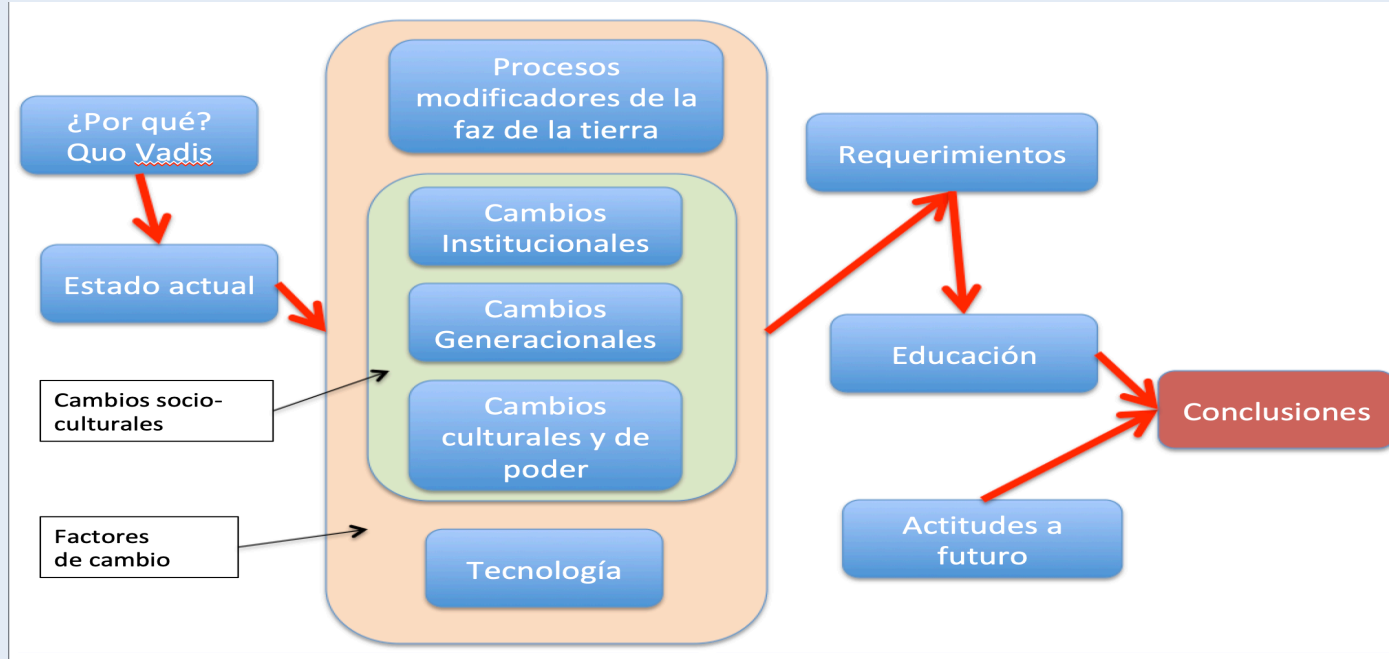 ¿Por qué?
Quo Vadis
Estado actual
Cambios socio-
culturales
Factores
de cambio
Procesos
modificadores de la
faz de la tierra
Cambios
Institucionales
Cambios
Generacionales
Cambios
culturales y de
poder
Tecnología
Requerimientos
Educación
Actitudes a
futuro
Conclusiones